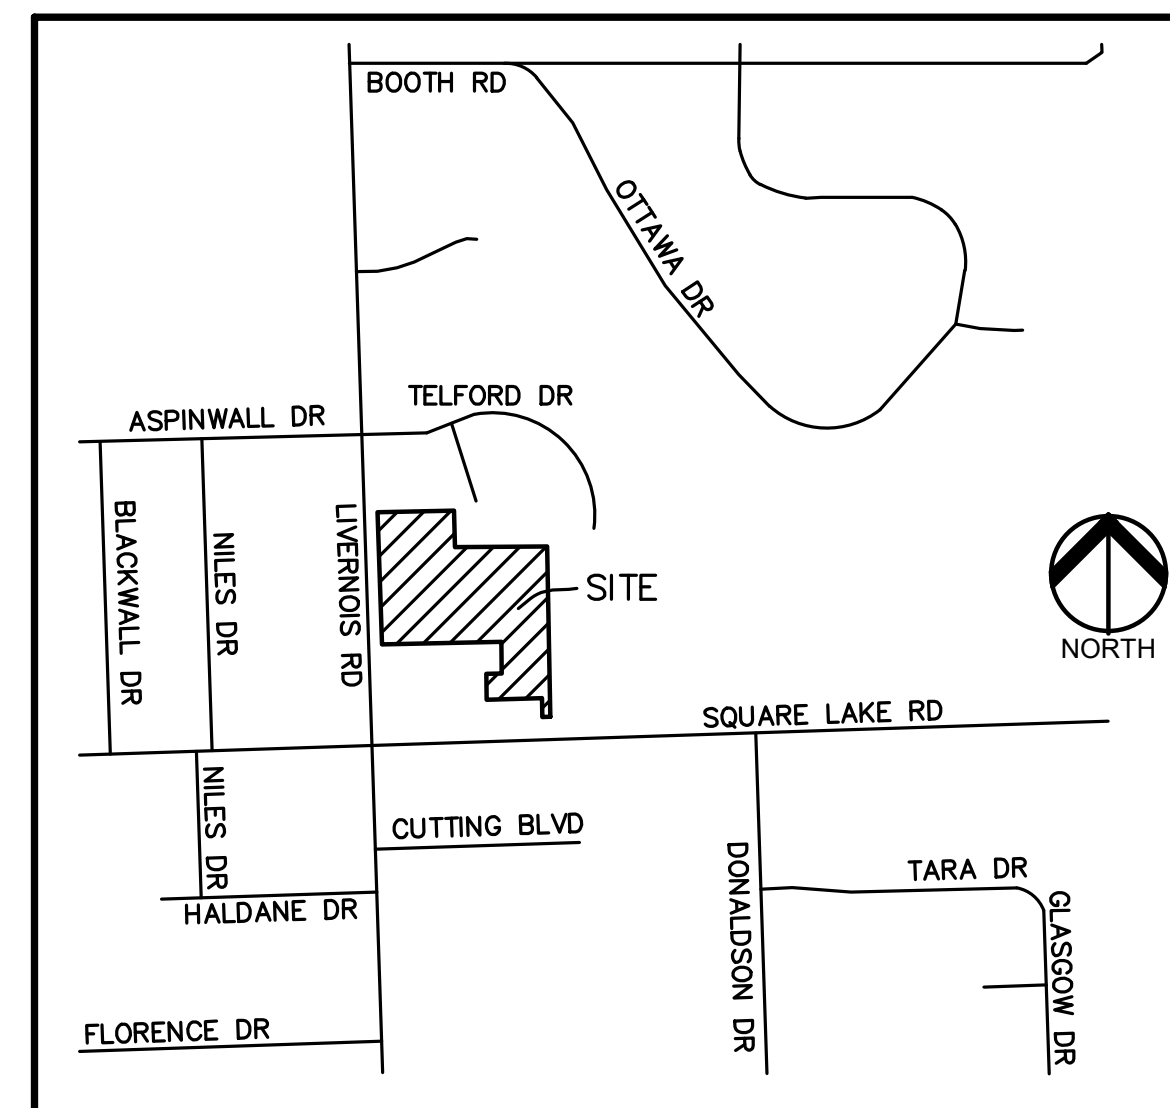 BOOTH RD
OTTAWA DR
TELFORD DR
ASPINWALL DR
BLACKWALL DR
NILES DR
LIVERNOIS RD
SITE
NORTH
SQUARE LAKE RD
NILES DR
CUTTING BLVD
DONALDSON DR
TARA DR
GLASGOW DR
HALDANE DR
FLORENCE DR